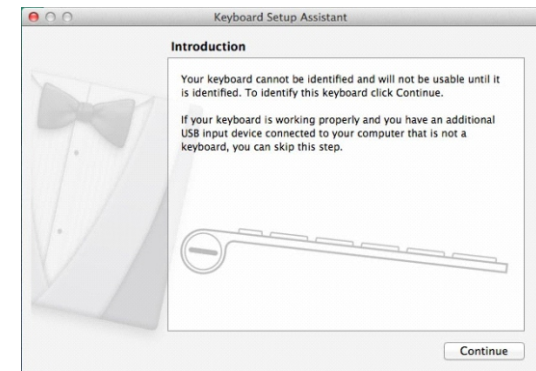 Keyboard Setup Assistant
Introduction
Your keyboard cannot be identified and will not be usable until it
is identified. To identify this keyboard click Continue.
If your keyboard is working properly and you have an additional
USB input device connected to your computer that is not a
keyboard, you can skip this step.
Continue